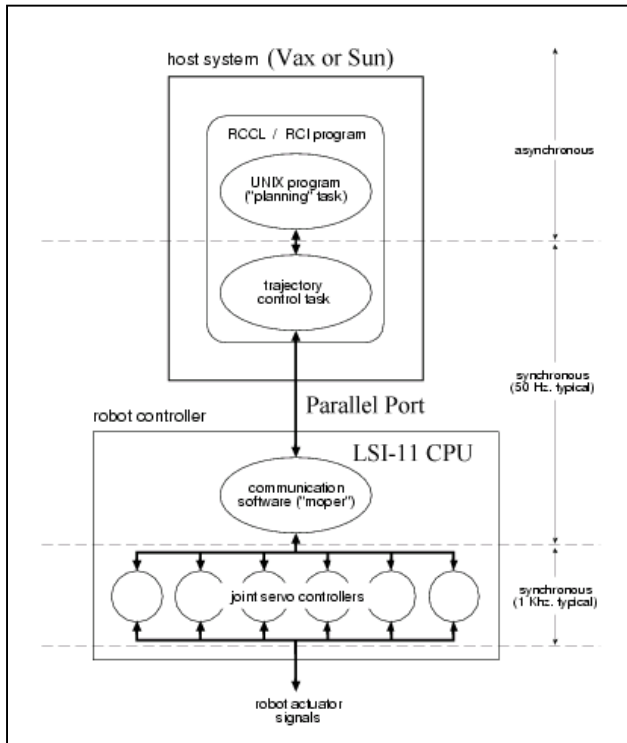 host system (Vax or Sun)
RCCL / RCI program
UNIX program
("planning" task)
asynchronous
trajectory
control task
synchronous
(50 Hz. typical)
Parallel Port
robot controller
LSI-11 CPU
communication
software ("moper")
joint servo controllers
synchronous
(1 Khz. typical)
robot actuator
signals